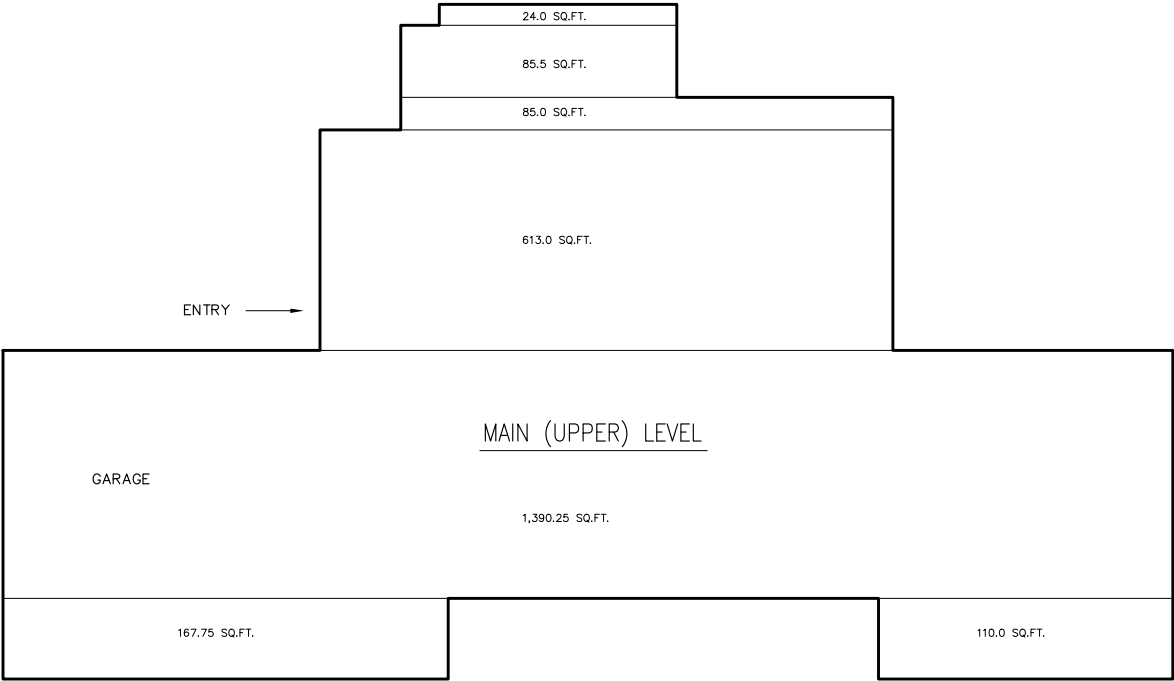 24.0 SQ.FT.
85.5 SQ.FT.
85.0 SQ.FT.
613.0 SQ.FT.
ENTRY
MAIN (UPPER) LEVEL
GARAGE
1,390.25 SQ.FT.
167.75 SQ.FT.
110.0 SQ.FT.